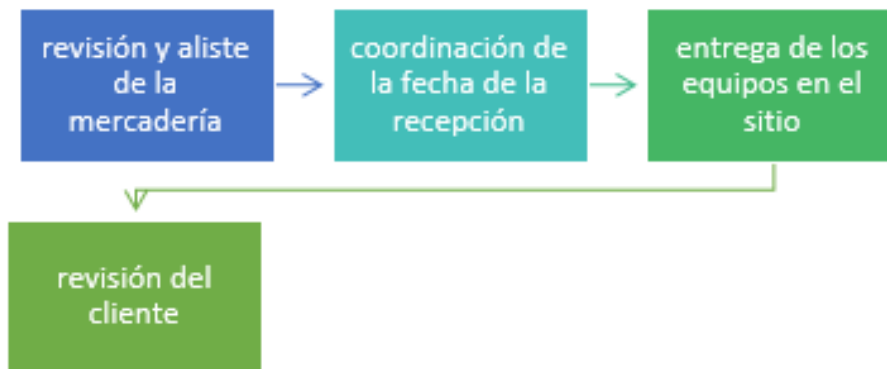 revisión y aliste
de la
mercadería
coordinación de
la fecha de la
recepción
entrega de los
equipos en el
sitio
revisión del
cliente